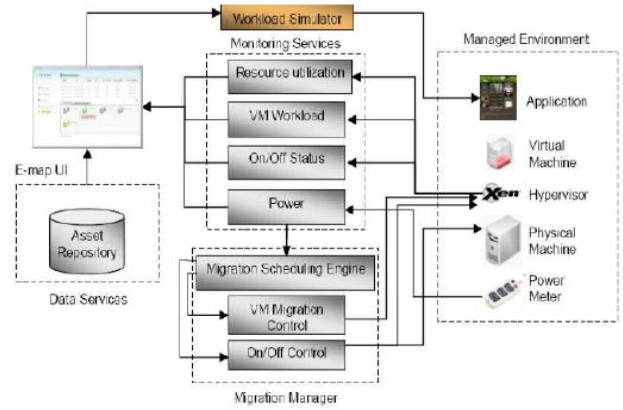 Workload Simulator
Monitoring Services
Managed Environment
Resource utilization
VM Workload
On/Off Status
Power
Application
Virtual
Machine
Xen
Hypervisor
Physical
Machine
Power
Meter
E-map UI
Asset
Repository
Data Services
Migration Scheduling Engine
VM Migration
Control
On/Off Control
Migration Manager